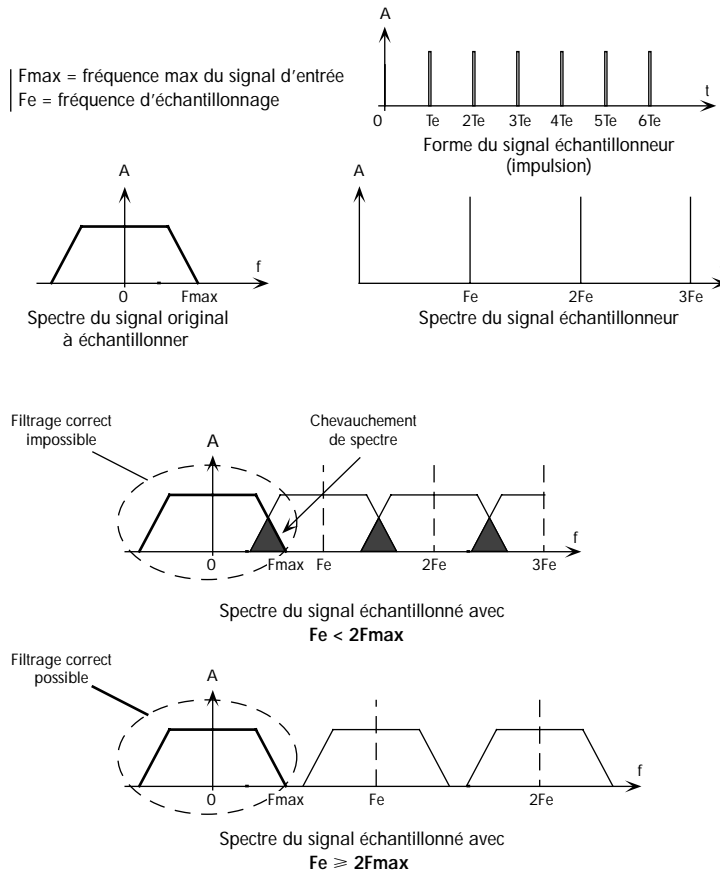 A
Fmax = fréquence max du signal d'entrée
Fe = fréquence d'échantillonnage
t
0 Te 2Te 3Te 4Te 5Te 6Te
Forme du signal échantillonneur
(impulsion)
A
f
0 Fmax
Spectre du signal original
à échantillonner
A
Fe 2Fe 3Fe
Spectre du signal échantilloneur
Filtrage correct
impossible
Chevauchement
de spectre
A
f
0 Fmax Fe 2Fe 3Fe
Spectre du signal échantillonné avec
Fe < 2Fmax
Filtrage correct
possible
A
f
0 Fmax Fe 2Fe
Spectre du signal échantillonné avec
Fe ⩾ 2Fmax